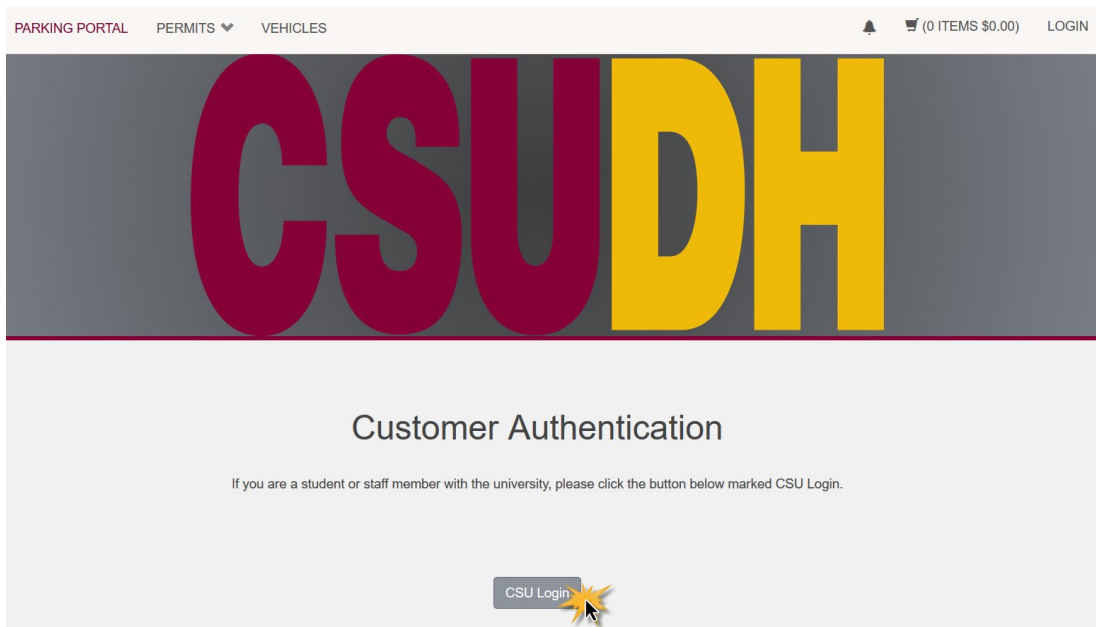 PARKING PORTAL PERMITS VEHICLES (0 ITEMS $0.00) LOGIN
CSUDH
Customer Authentication
If you are a student or staff member with the university, please click the button below marked CSU Login.
CSU Login